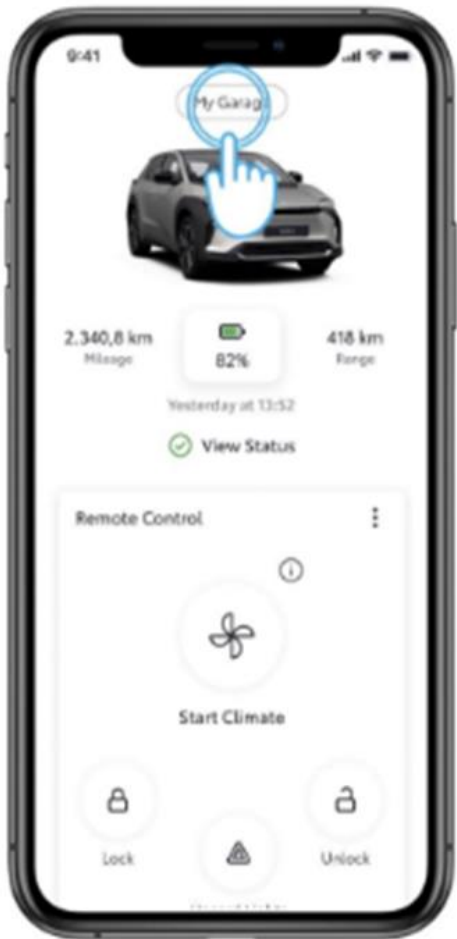 9:41
My Garag
2.340,8 km
82%
418 km
Mileage
Range
Yesterday at 13:52
View Status
Remote Control
Start Climate
Lock
Unlock